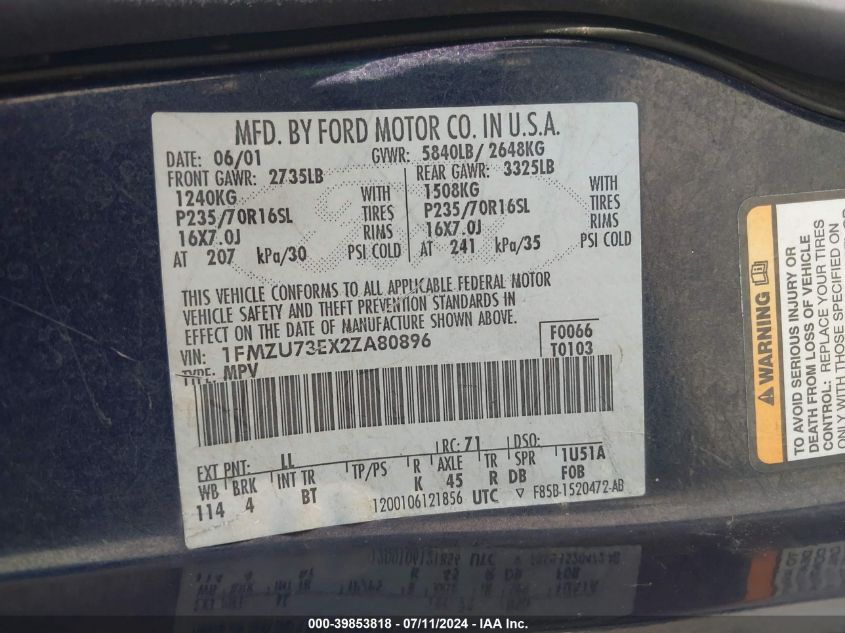 MFD. BY FORD MOTOR CO. IN U.S.A.
DATE: 06/01 GVWR: 5840LB/ 2648KG
FRONT GAWR: 2735LB REAR GAWR: 3325LB
1240KG WITH 1508KG WITH
P235/70R16SL TIRES P235/70R16SL TIRES
16X7.0J RIMS 16X7.0J RIMS
AT 207 kPa/30 PSI COLD AT 241 kPa/35 PSI COLD
THIS VEHICLE CONFORMS TO ALL APPLICABLE FEDERAL MOTOR
VEHICLE SAFETY AND THEFT PREVENTION STANDARDS IN
EFFECT ON THE DATE OF MANUFACTURE SHOWN ABOVE.
VIN: 1FMZU73EX2ZA80896 F0066
TYPE: MPV T0103
EXT PNT: LL RC: 71 DSO:
WB BRK INT TR TP/PS R AXLE TR SPR 1U51A
114 4 BT K 45 R DB FOB
1200106121856 UTC ▽ F85B-1520472-AB
WARNING
TO AVOID SERIOUS INJURY OR
DEATH FROM LOSS OF VEHICLE
CONTROL: REPLACE YOUR TIRES
ONLY WITH THOSE SPECIFIED ON
000-39853818 - 07/11/2024 - IAA Inc.